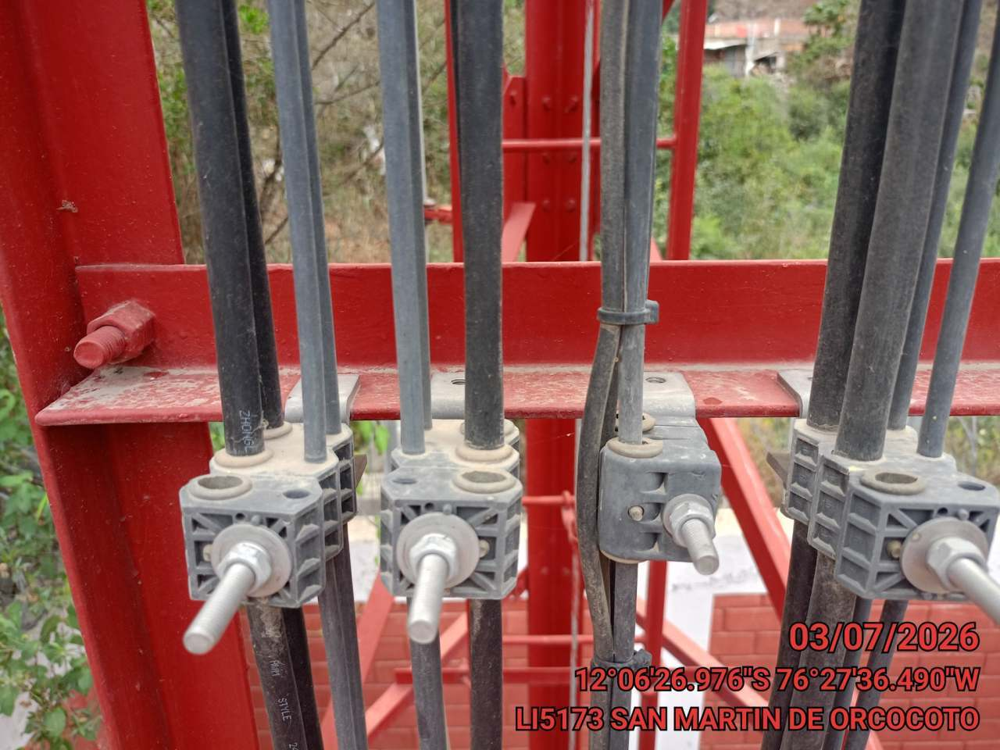 ZHONGL
STYLE
03/07/2026
12°06'26.976"S 76°27'36.490"W
LI5173 SAN MARTIN DE ORCOCOTO